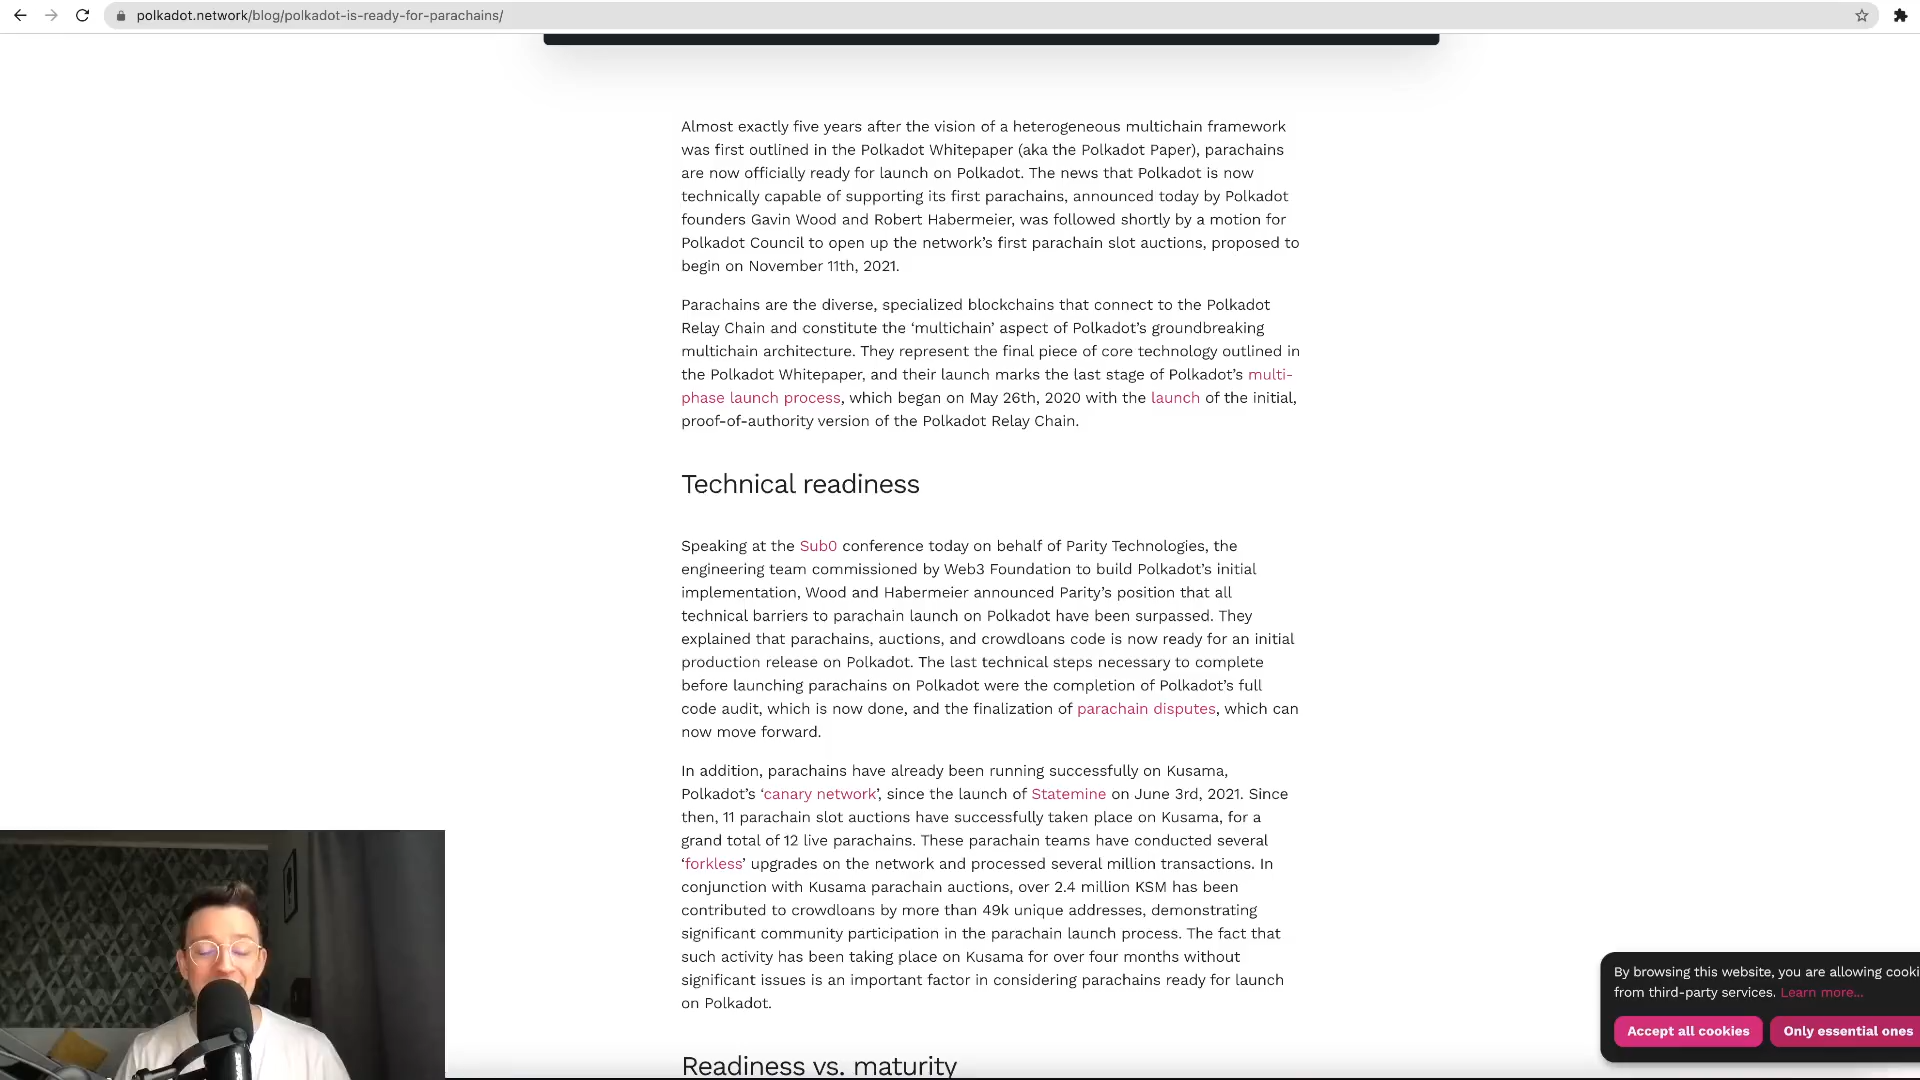 polkadot.network/blog/polkadot-is-ready-for-parachains/
Almost exactly five years after the vision of a heterogeneous multichain framework
was first outlined in the Polkadot Whitepaper (aka the Polkadot Paper), parachains
are now officially ready for launch on Polkadot. The news that Polkadot is now
technically capable of supporting its first parachains, announced today by Polkadot
founders Gavin Wood and Robert Habermeier, was followed shortly by a motion for
Polkadot Council to open up the network's first parachain slot auctions, proposed to
begin on November 11th, 2021.
Parachains are the diverse, specialized blockchains that connect to the Polkadot
Relay Chain and constitute the ‘multichain’ aspect of Polkadot’s groundbreaking
multichain architecture. They represent the final piece of core technology outlined in
the Polkadot Whitepaper, and their launch marks the last stage of Polkadot’s multi-
phase launch process, which began on May 26th, 2020 with the launch of the initial,
proof-of-authority version of the Polkadot Relay Chain.
Technical readiness
Speaking at the Sub0 conference today on behalf of Parity Technologies, the
engineering team commissioned by Web3 Foundation to build Polkadot’s initial
implementation, Wood and Habermeier announced Parity’s position that all
technical barriers to parachain launch on Polkadot have been surpassed. They
explained that parachains, auctions, and crowdloans code is now ready for an initial
production release on Polkadot. The last technical steps necessary to complete
before launching parachains on Polkadot were the completion of Polkadot’s full
code audit, which is now done, and the finalization of parachain disputes, which can
now move forward.
In addition, parachains have already been running successfully on Kusama,
Polkadot’s ‘canary network’, since the launch of Statemine on June 3rd, 2021. Since
then, 11 parachain slot auctions have successfully taken place on Kusama, for a
grand total of 12 live parachains. These parachain teams have conducted several
‘forkless’ upgrades on the network and processed several million transactions. In
conjunction with Kusama parachain auctions, over 2.4 million KSM has been
contributed to crowdloans by more than 49k unique addresses, demonstrating
significant community participation in the parachain launch process. The fact that
such activity has been taking place on Kusama for over four months without
significant issues is an important factor in considering parachains ready for launch
on Polkadot.
Readiness vs. maturity
By browsing this website, you are allowing cooki
from third-party services. Learn more...
Accept all cookies
Only essential ones